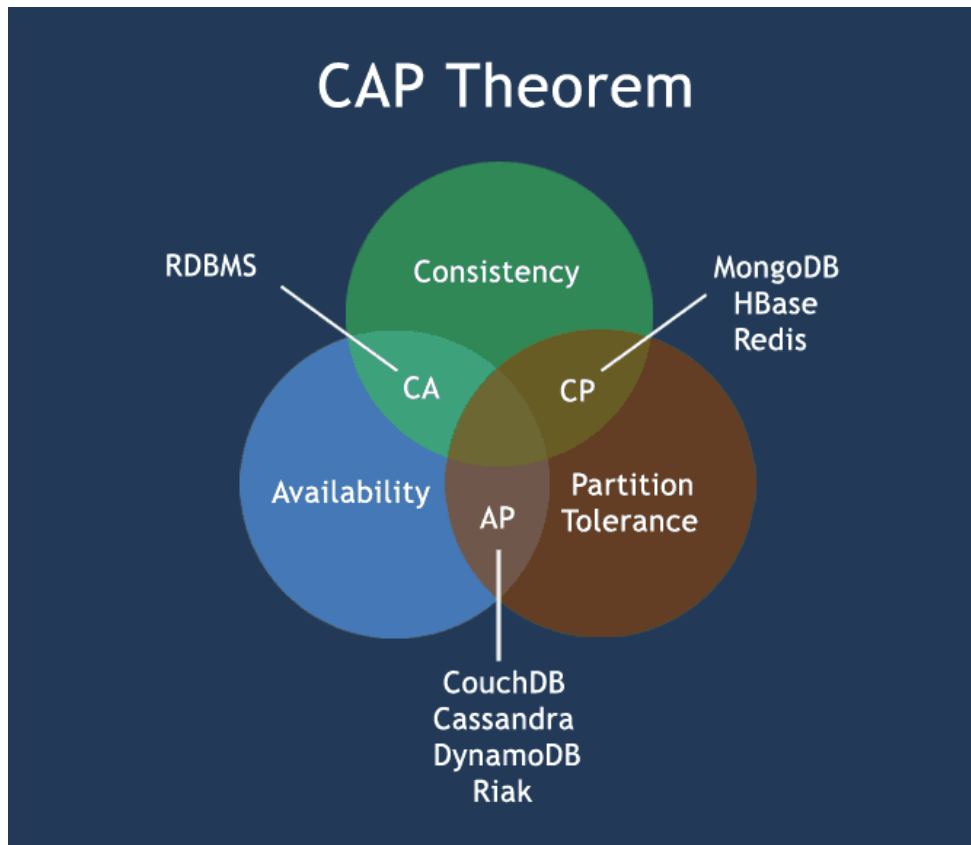 CAP Theorem
RDBMS
Consistency
MongoDB
HBase
Redis
CA
CP
Availability
Partition
Tolerance
AP
CouchDB
Cassandra
DynamoDB
Riak